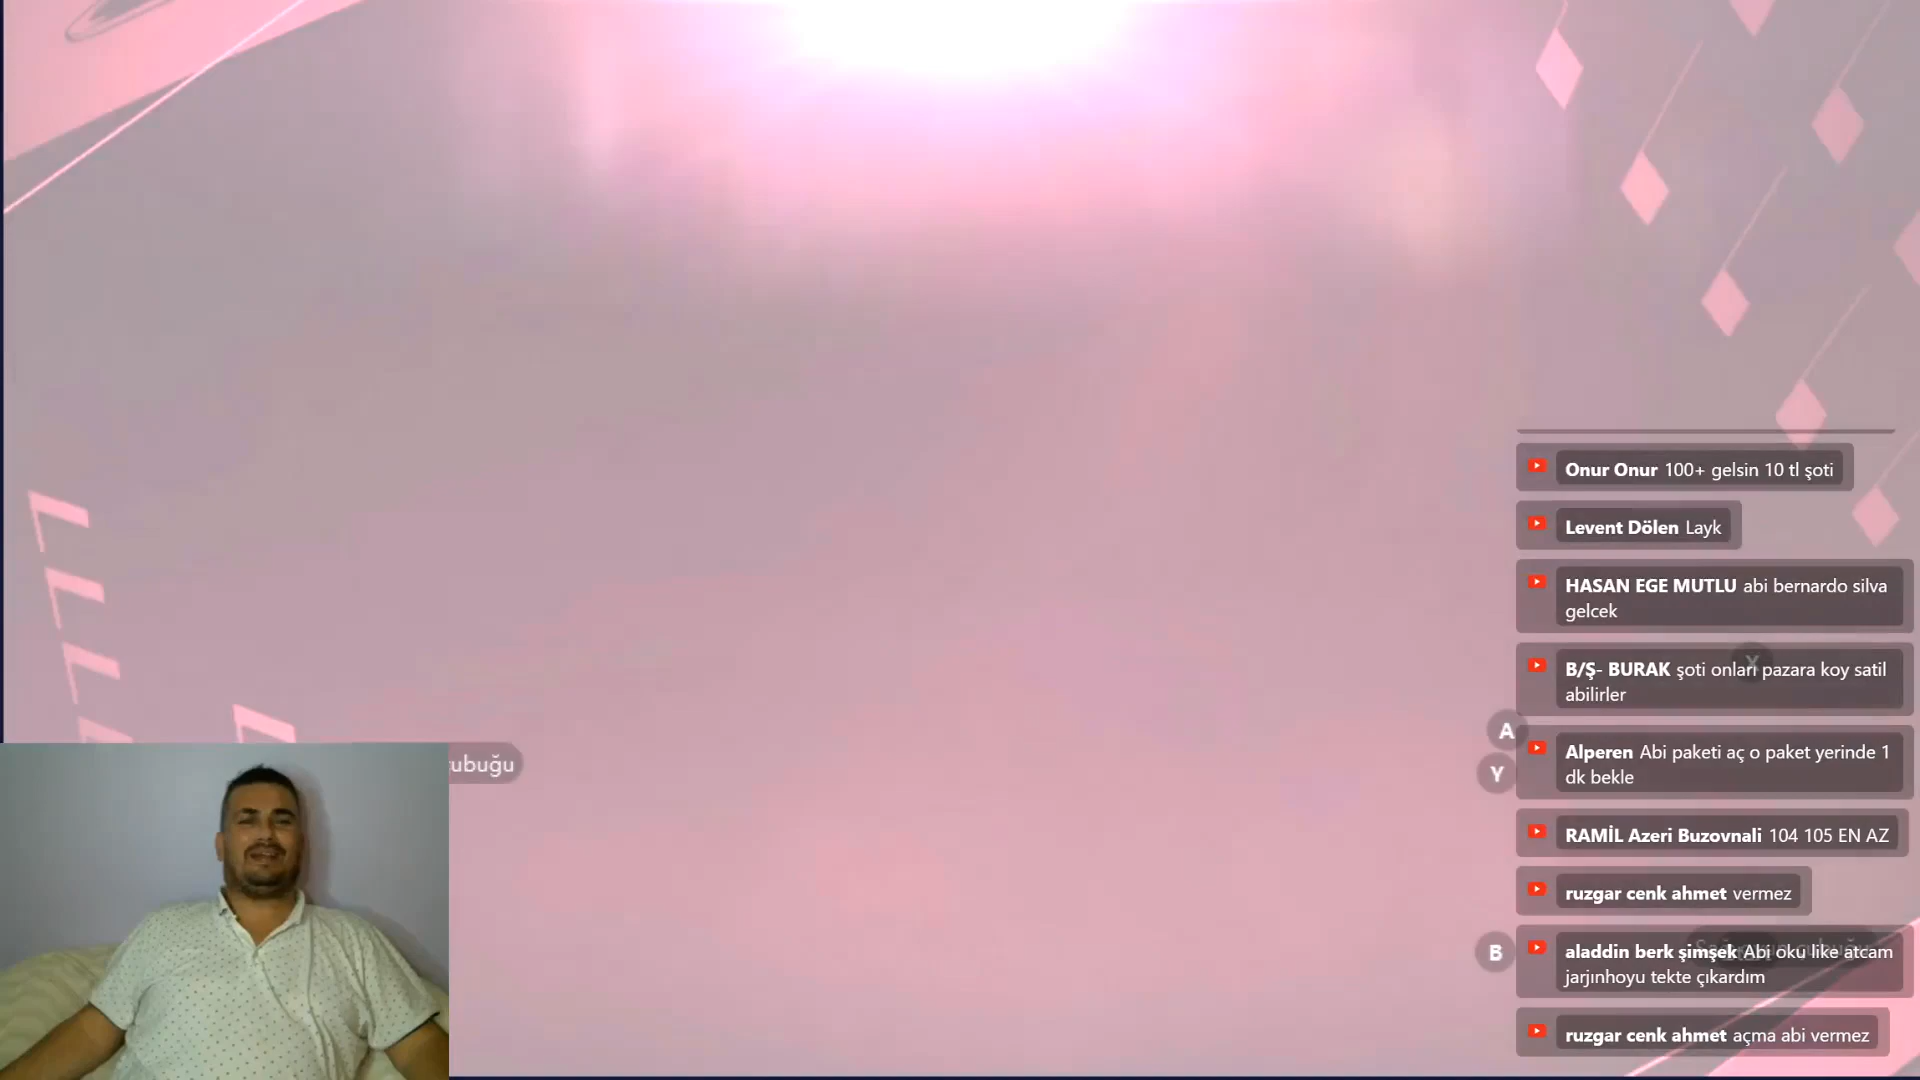 Onur Onur 100+ gelsin 10 tl şoti
Levent Dölen Layk
HASAN EGE MUTLU abi bernardo silva
gelcek
B/Ş- BURAK şoti onlari pazara koy satil
abilirler
X
A
Alperen Abi paketi aç o paket yerinde 1
dk bekle
Y
ubuğu
RAMİL Azeri Buzovnali 104 105 EN AZ
ruzgar cenk ahmet vermez
B
aladdin berk şimşek Abi oku like atcam
jarjınhoyu tekte çıkardım
ruzgar cenk ahmet açma abi vermez